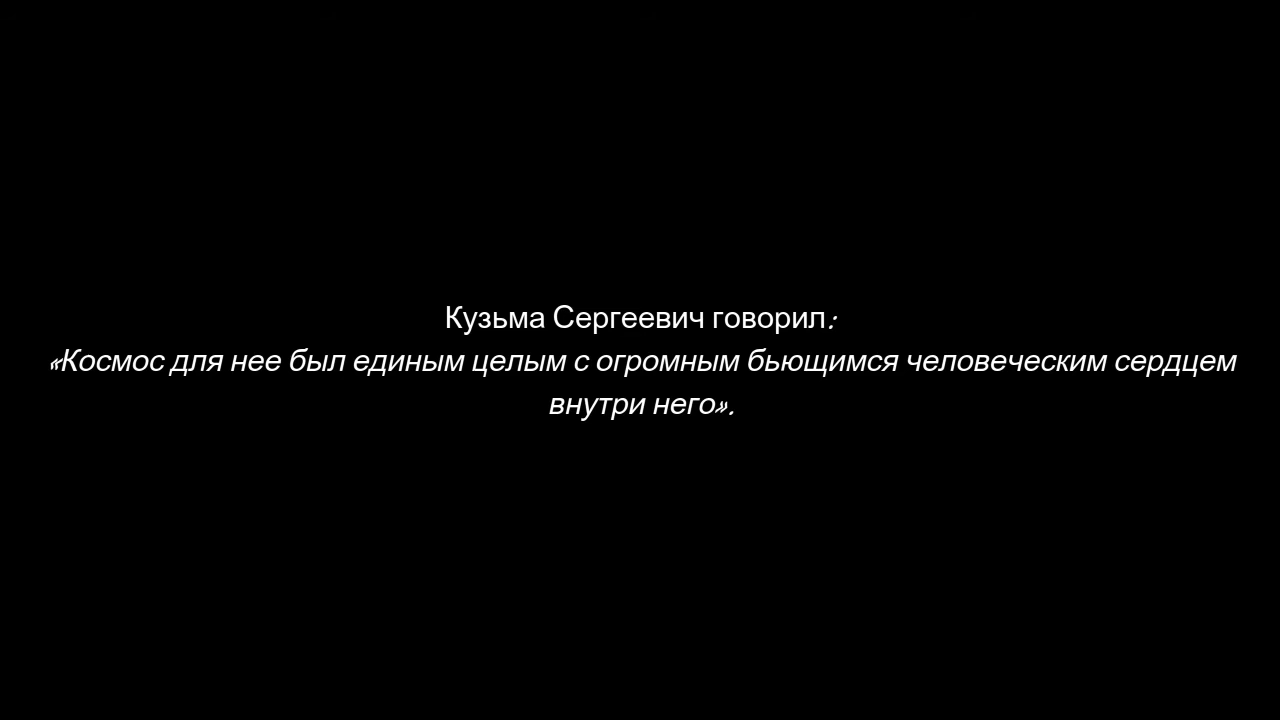 Кузьма Сергеевич говорил:
«Космос для нее был единым целым с огромным бьющимся человеческим сердцем
внутри него».